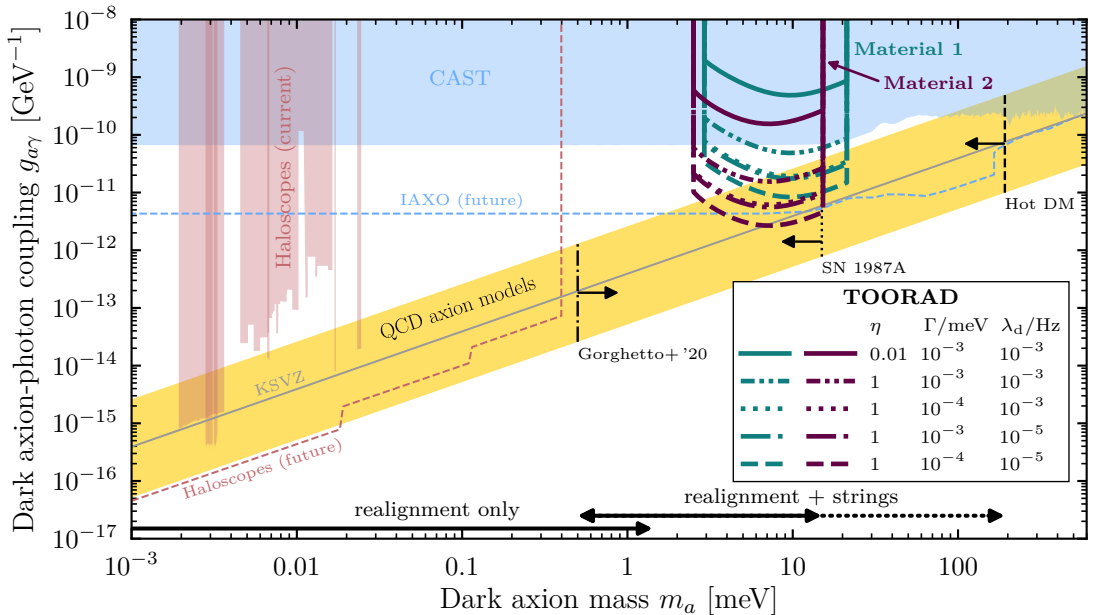 Dark axion-photon coupling g_{aγ} [GeV^{−1}]
10^{−8}
10^{−9}
10^{−10}
10^{−11}
10^{−12}
10^{−13}
10^{−14}
10^{−15}
10^{−16}
10^{−17}
CAST
Haloscopes (current)
Material 1
Material 2
IAXO (future)
Hot DM
SN 1987A
QCD axion models
Gorghetto+ '20
KSVZ
Haloscopes (future)
TOORAD
η Γ/meV λ_d/Hz
0.01 10^{−3} 10^{−3}
1 10^{−3} 10^{−3}
1 10^{−4} 10^{−3}
1 10^{−3} 10^{−5}
1 10^{−4} 10^{−5}
realignment only
realignment + strings
10^{−3} 0.01 0.1 1 10 100
Dark axion mass m_a [meV]